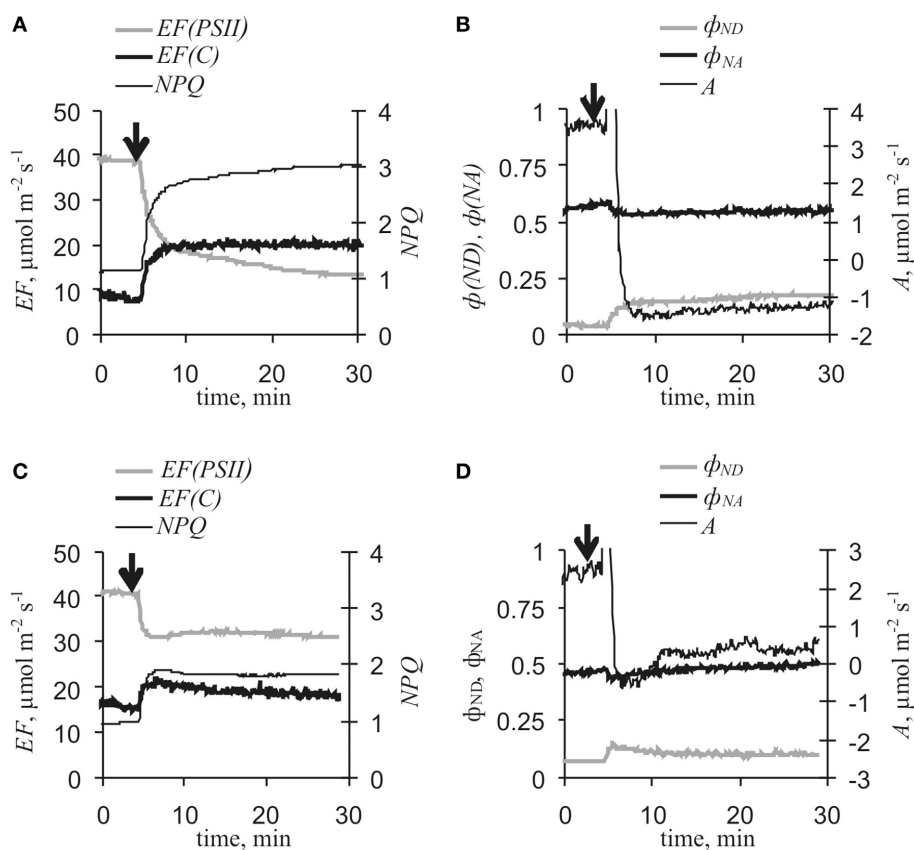 A
EF(PSII)
EF(C)
NPQ
50
40
30
20
10
0
EF, μmol m⁻² s⁻¹
4
3
2
1
0
NPQ
0
10
20
30
time, min
B
ϕND
ϕNA
A
1
0.75
0.5
0.25
0
ϕ(ND), ϕ(NA)
4
3
2
1
0
-1
-2
A, μmol m⁻² s⁻¹
0
10
20
30
time, min
C
EF(PSII)
EF(C)
NPQ
50
40
30
20
10
0
EF, μmol m⁻² s⁻¹
4
3
2
1
0
NPQ
0
10
20
30
time, min
D
ϕND
ϕNA
A
1
0.75
0.5
0.25
0
ϕND, ϕNA
3
2
1
0
-1
-2
-3
A, μmol m⁻² s⁻¹
0
10
20
30
time, min